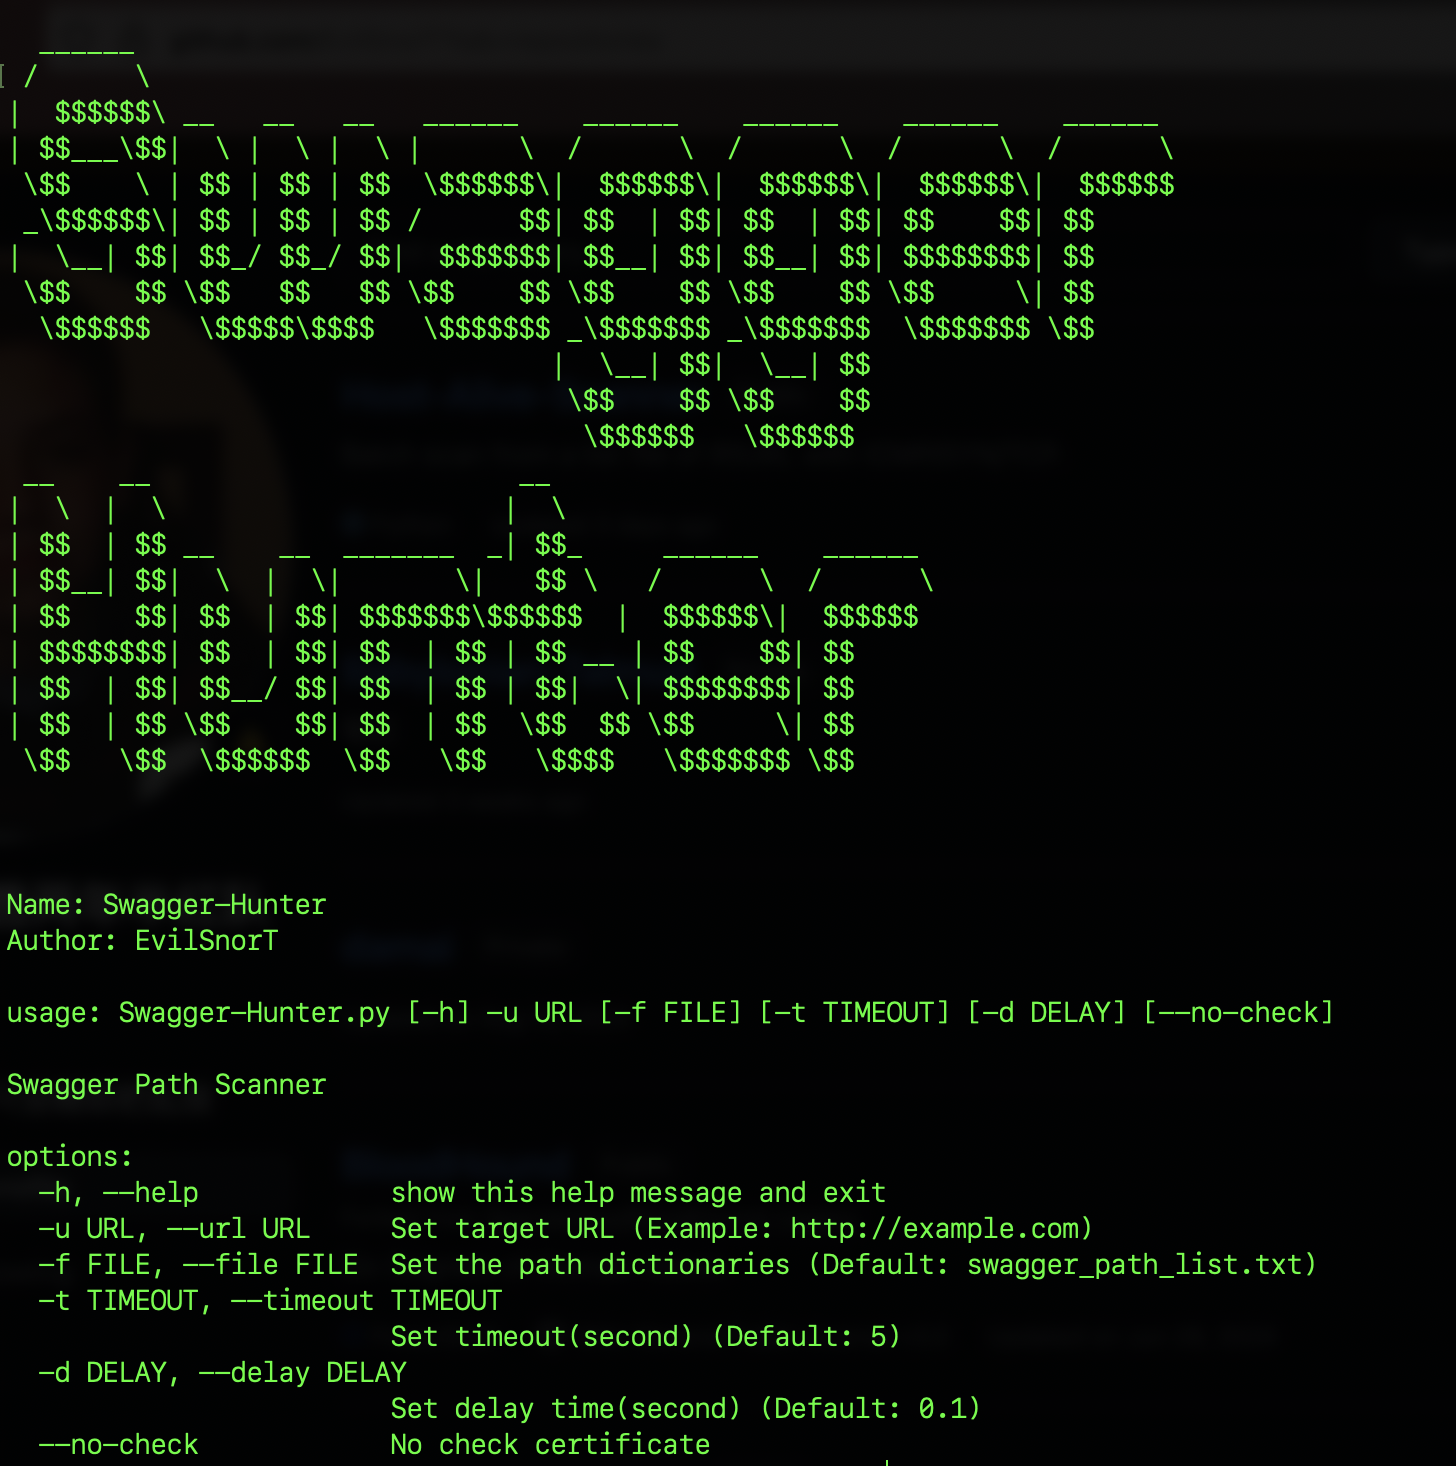 Swagger
Hunter
Name: Swagger-Hunter
Author: EvilSnorT
usage: Swagger-Hunter.py [-h] -u URL [-f FILE] [-t TIMEOUT] [-d DELAY] [--no-check]
Swagger Path Scanner
options:
-h, --help show this help message and exit
-u URL, --url URL Set target URL (Example: http://example.com)
-f FILE, --file FILE Set the path dictionaries (Default: swagger_path_list.txt)
-t TIMEOUT, --timeout TIMEOUT
Set timeout(second) (Default: 5)
-d DELAY, --delay DELAY
Set delay time(second) (Default: 0.1)
--no-check No check certificate